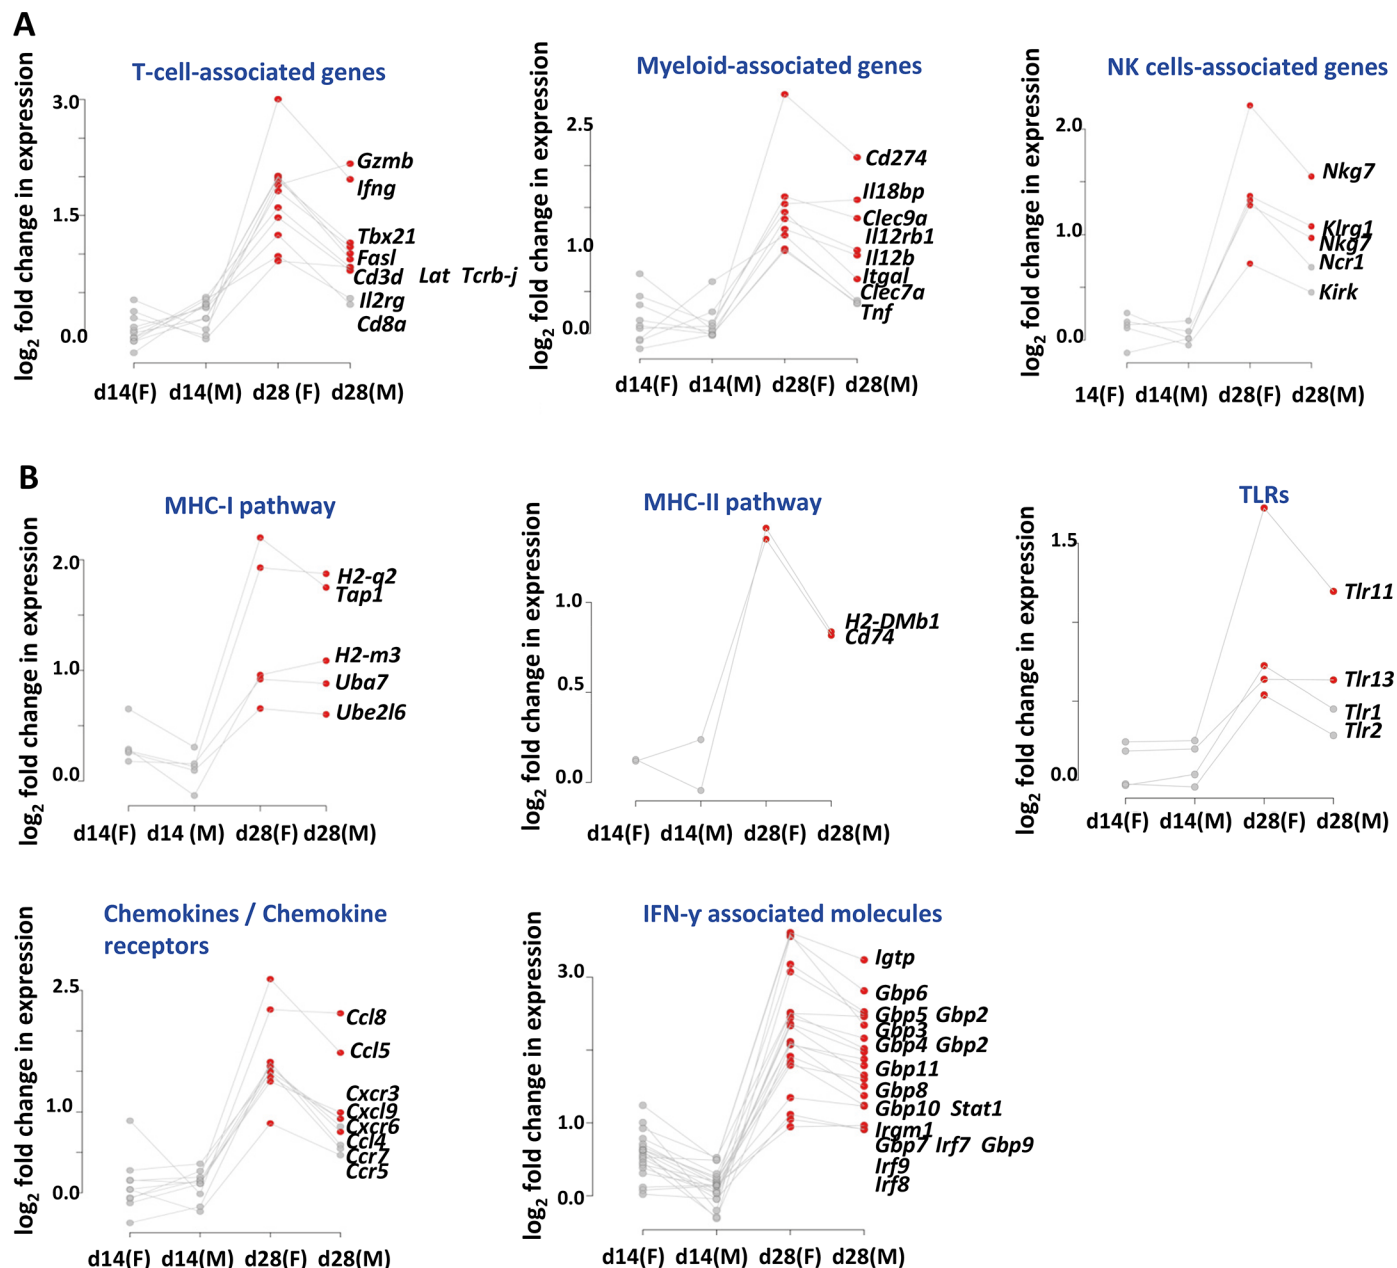 A
T-cell-associated genes
log2 fold change in expression
3.0
1.5
0.0
Gzmb
Ifng
Tbx21
Fasl
Cd3d Lat Tcrb-j
Il2rg
Cd8a
d14(F) d14(M) d28 (F) d28(M)
Myeloid-associated genes
log2 fold change in expression
2.5
1.0
0.0
Cd274
Il18bp
Clec9a
Il12rb1
Il12b
Itgal
Clec7a
Tnf
d14(F) d14(M) d28(F) d28(M)
NK cells-associated genes
log2 fold change in expression
2.0
1.0
0.0
Nkg7
Klrg1
Nkg7
Ncr1
Kirk
14(F) d14(M) d28(F) d28(M)
B
MHC-I pathway
log2 fold change in expression
2.0
1.0
0.0
H2-q2
Tap1
H2-m3
Uba7
Ube2l6
d14(F) d14 (M) d28(F) d28(M)
MHC-II pathway
log2 fold change in expression
1.0
0.5
0.0
H2-DMb1
Cd74
d14(F) d14(M) d28(F) d28(M)
TLRs
log2 fold change in expression
1.5
0.0
Tlr11
Tlr13
Tlr1
Tlr2
d14(F) d14(M) d28(F) d28(M)
Chemokines / Chemokine
receptors
log2 fold change in expression
2.5
1.0
0.0
Ccl8
Ccl5
Cxcr3
Cxcl9
Cxcr6
Ccl4
Ccr7
Ccr5
d14(F) d14(M) d28(F) d28(M)
IFN-γ associated molecules
log2 fold change in expression
3.0
1.0
0.0
Igtp
Gbp6
Gbp5 Gbp2
Gbp3
Gbp4 Gbp2
Gbp11
Gbp8
Gbp10 Stat1
Irgm1
Gbp7 Irf7 Gbp9
Irf9
Irf8
d14(F) d14(M) d28(F) d28(M)